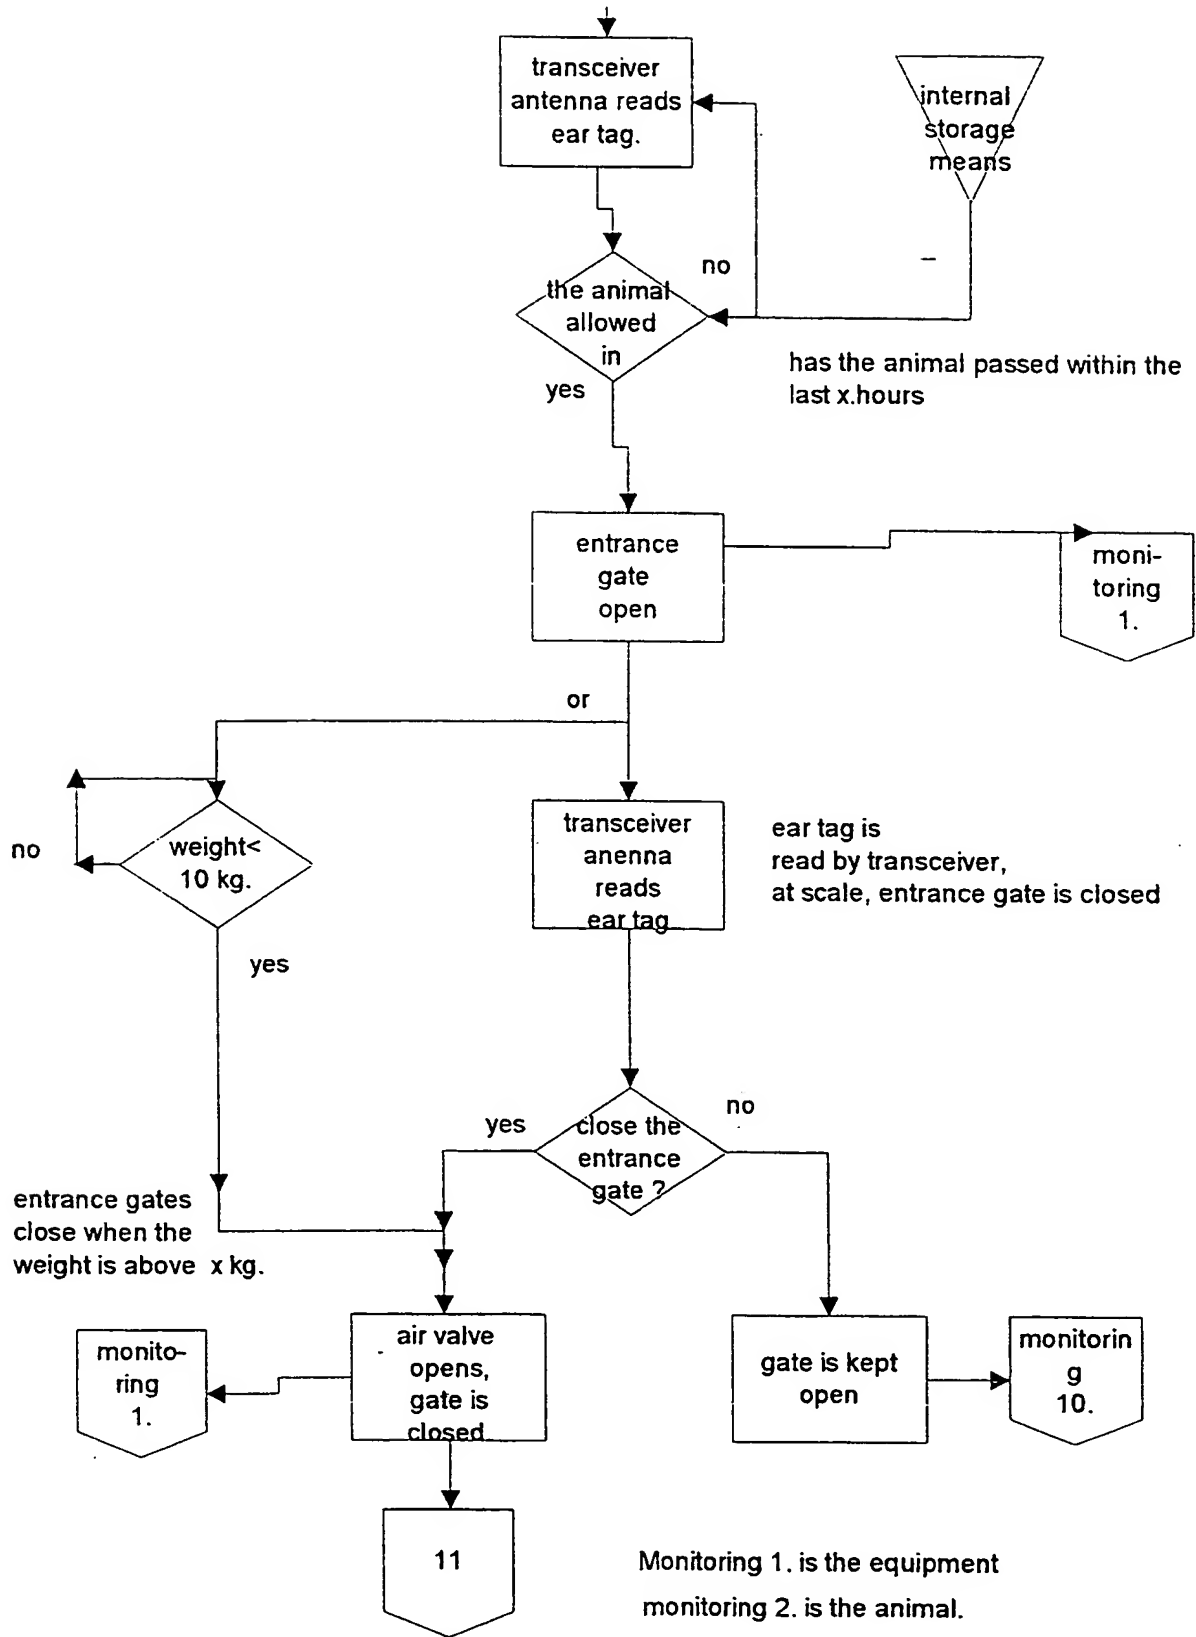 transceiver
antenna reads
ear tag.
internal
storage
means
no
–
the animal
allowed
in
has the animal passed within the
last x.hours
yes
entrance
gate
open
moni-
toring
1.
or
no
weight<
10 kg.
transceiver
anenna
reads
ear tag
ear tag is
read by transceiver,
at scale, entrance gate is closed
yes
yes
close the
entrance
gate ?
no
entrance gates
close when the
weight is above x kg.
monito-
ring
1.
air valve
opens,
gate is
closed
gate is kept
open
monitorin
g
10.
11
Monitoring 1. is the equipment
monitoring 2. is the animal.